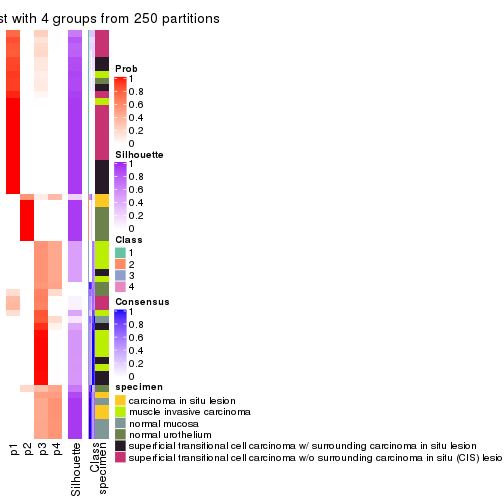 st with 4 groups from 250 partitions
Prob
1
0.8
0.6
0.4
0.2
0
Silhouette
1
0.8
0.6
0.4
0.2
0
Class
1
2
3
4
Consensus
1
0.8
0.6
0.4
0.2
0
specimen
carcinoma in situ lesion
muscle invasive carcinoma
normal mucosa
normal urothelium
superficial transitional cell carcinoma w/ surrounding carcinoma in situ lesion
superficial transitional cell carcinoma w/o surrounding carcinoma in situ (CIS) lesio
p1
p2
p3
p4
Silhouette
Class
specimen